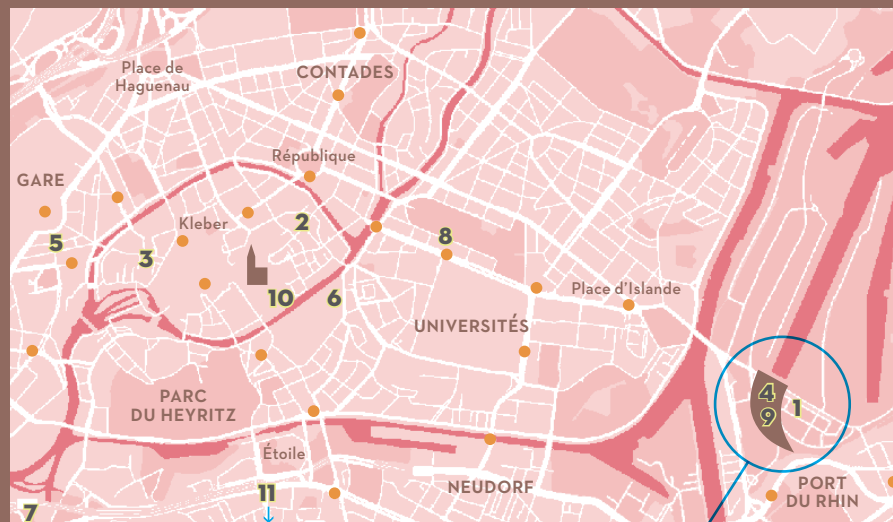 Place de
Haguenau
CONTADES
République
GARE
Kleber
2
8
5
3
10
6
Place d'Islande
UNIVERSITÉS
PARC
DU HEYRITZ
4
9
1
Étoile
NEUDORF
11
PORT
DU RHIN
7